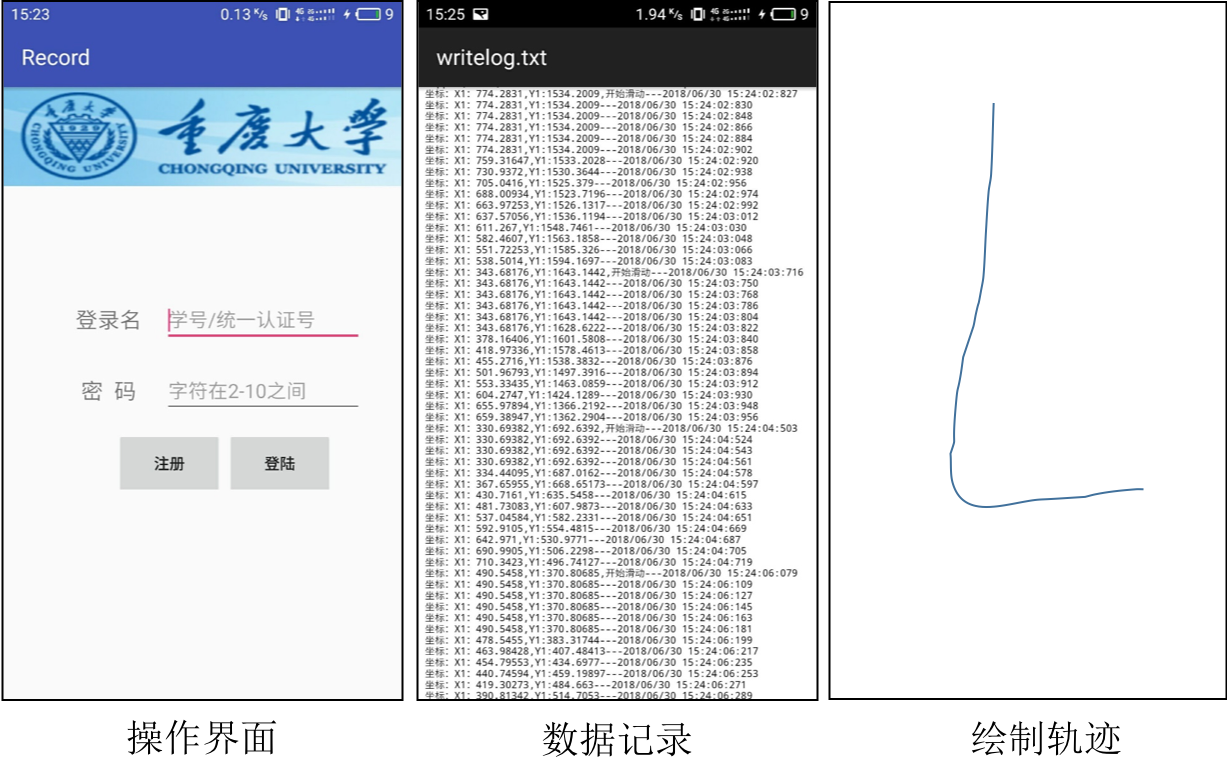 15:23
0.13 K/s
9
Record
重庆大学
CHONGQING UNIVERSITY
1929
重庆大学
CHONGQING UNIVERSITY
登录名
学号/统一认证号
密 码
字符在2-10之间
注册
登陆
操作界面
15:25
1.94 K/s
9
writelog.txt
坐标: X1: 774.2831,Y1:1534.2009,开始滑动---2018/06/30 15:24:02:827
坐标: X1: 774.2831,Y1:1534.2009---2018/06/30 15:24:02:830
坐标: X1: 774.2831,Y1:1534.2009---2018/06/30 15:24:02:848
坐标: X1: 774.2831,Y1:1534.2009---2018/06/30 15:24:02:866
坐标: X1: 774.2831,Y1:1534.2009---2018/06/30 15:24:02:884
坐标: X1: 774.2831,Y1:1534.2009---2018/06/30 15:24:02:902
坐标: X1: 759.31647,Y1:1533.2028---2018/06/30 15:24:02:920
坐标: X1: 730.9372,Y1:1530.3644---2018/06/30 15:24:02:938
坐标: X1: 705.0416,Y1:1525.379---2018/06/30 15:24:02:956
坐标: X1: 688.00934,Y1:1523.7196---2018/06/30 15:24:02:974
坐标: X1: 663.97253,Y1:1526.1317---2018/06/30 15:24:02:992
坐标: X1: 637.57056,Y1:1536.1194---2018/06/30 15:24:03:012
坐标: X1: 611.267,Y1:1548.7461---2018/06/30 15:24:03:030
坐标: X1: 582.4607,Y1:1563.1858---2018/06/30 15:24:03:048
坐标: X1: 551.72253,Y1:1585.326---2018/06/30 15:24:03:066
坐标: X1: 538.5014,Y1:1594.1697---2018/06/30 15:24:03:083
坐标: X1: 343.68176,Y1:1643.1442,开始滑动---2018/06/30 15:24:03:716
坐标: X1: 343.68176,Y1:1643.1442---2018/06/30 15:24:03:750
坐标: X1: 343.68176,Y1:1643.1442---2018/06/30 15:24:03:768
坐标: X1: 343.68176,Y1:1643.1442---2018/06/30 15:24:03:786
坐标: X1: 343.68176,Y1:1643.1442---2018/06/30 15:24:03:804
坐标: X1: 343.68176,Y1:1628.6222---2018/06/30 15:24:03:822
坐标: X1: 378.16406,Y1:1601.5808---2018/06/30 15:24:03:840
坐标: X1: 418.97336,Y1:1578.4613---2018/06/30 15:24:03:858
坐标: X1: 455.2716,Y1:1538.3832---2018/06/30 15:24:03:876
坐标: X1: 501.96793,Y1:1497.3916---2018/06/30 15:24:03:894
坐标: X1: 553.33435,Y1:1463.0859---2018/06/30 15:24:03:912
坐标: X1: 604.2747,Y1:1424.1289---2018/06/30 15:24:03:930
坐标: X1: 655.97894,Y1:1366.2192---2018/06/30 15:24:03:948
坐标: X1: 659.38947,Y1:1362.2904---2018/06/30 15:24:03:956
坐标: X1: 330.69382,Y1:692.6392,开始滑动---2018/06/30 15:24:04:503
坐标: X1: 330.69382,Y1:692.6392---2018/06/30 15:24:04:524
坐标: X1: 330.69382,Y1:692.6392---2018/06/30 15:24:04:543
坐标: X1: 330.69382,Y1:692.6392---2018/06/30 15:24:04:561
坐标: X1: 334.44095,Y1:687.0162---2018/06/30 15:24:04:578
坐标: X1: 367.65955,Y1:668.65173---2018/06/30 15:24:04:597
坐标: X1: 430.7161,Y1:635.5458---2018/06/30 15:24:04:615
坐标: X1: 481.73083,Y1:607.9873---2018/06/30 15:24:04:633
坐标: X1: 537.04584,Y1:582.2331---2018/06/30 15:24:04:651
坐标: X1: 592.9105,Y1:554.4815---2018/06/30 15:24:04:669
坐标: X1: 642.971,Y1:530.9771---2018/06/30 15:24:04:687
坐标: X1: 690.9905,Y1:506.2298---2018/06/30 15:24:04:705
坐标: X1: 710.3423,Y1:496.74127---2018/06/30 15:24:04:719
坐标: X1: 490.5458,Y1:370.80685,开始滑动---2018/06/30 15:24:06:079
坐标: X1: 490.5458,Y1:370.80685---2018/06/30 15:24:06:109
坐标: X1: 490.5458,Y1:370.80685---2018/06/30 15:24:06:127
坐标: X1: 490.5458,Y1:370.80685---2018/06/30 15:24:06:145
坐标: X1: 490.5458,Y1:370.80685---2018/06/30 15:24:06:163
坐标: X1: 490.5458,Y1:370.80685---2018/06/30 15:24:06:181
坐标: X1: 478.5455,Y1:383.31744---2018/06/30 15:24:06:199
坐标: X1: 463.98428,Y1:407.48413---2018/06/30 15:24:06:217
坐标: X1: 454.79553,Y1:434.6977---2018/06/30 15:24:06:235
坐标: X1: 440.74594,Y1:459.19897---2018/06/30 15:24:06:253
坐标: X1: 419.30273,Y1:484.663---2018/06/30 15:24:06:271
坐标: X1: 390.81342,Y1:514.7053---2018/06/30 15:24:06:289
数据记录
绘制轨迹